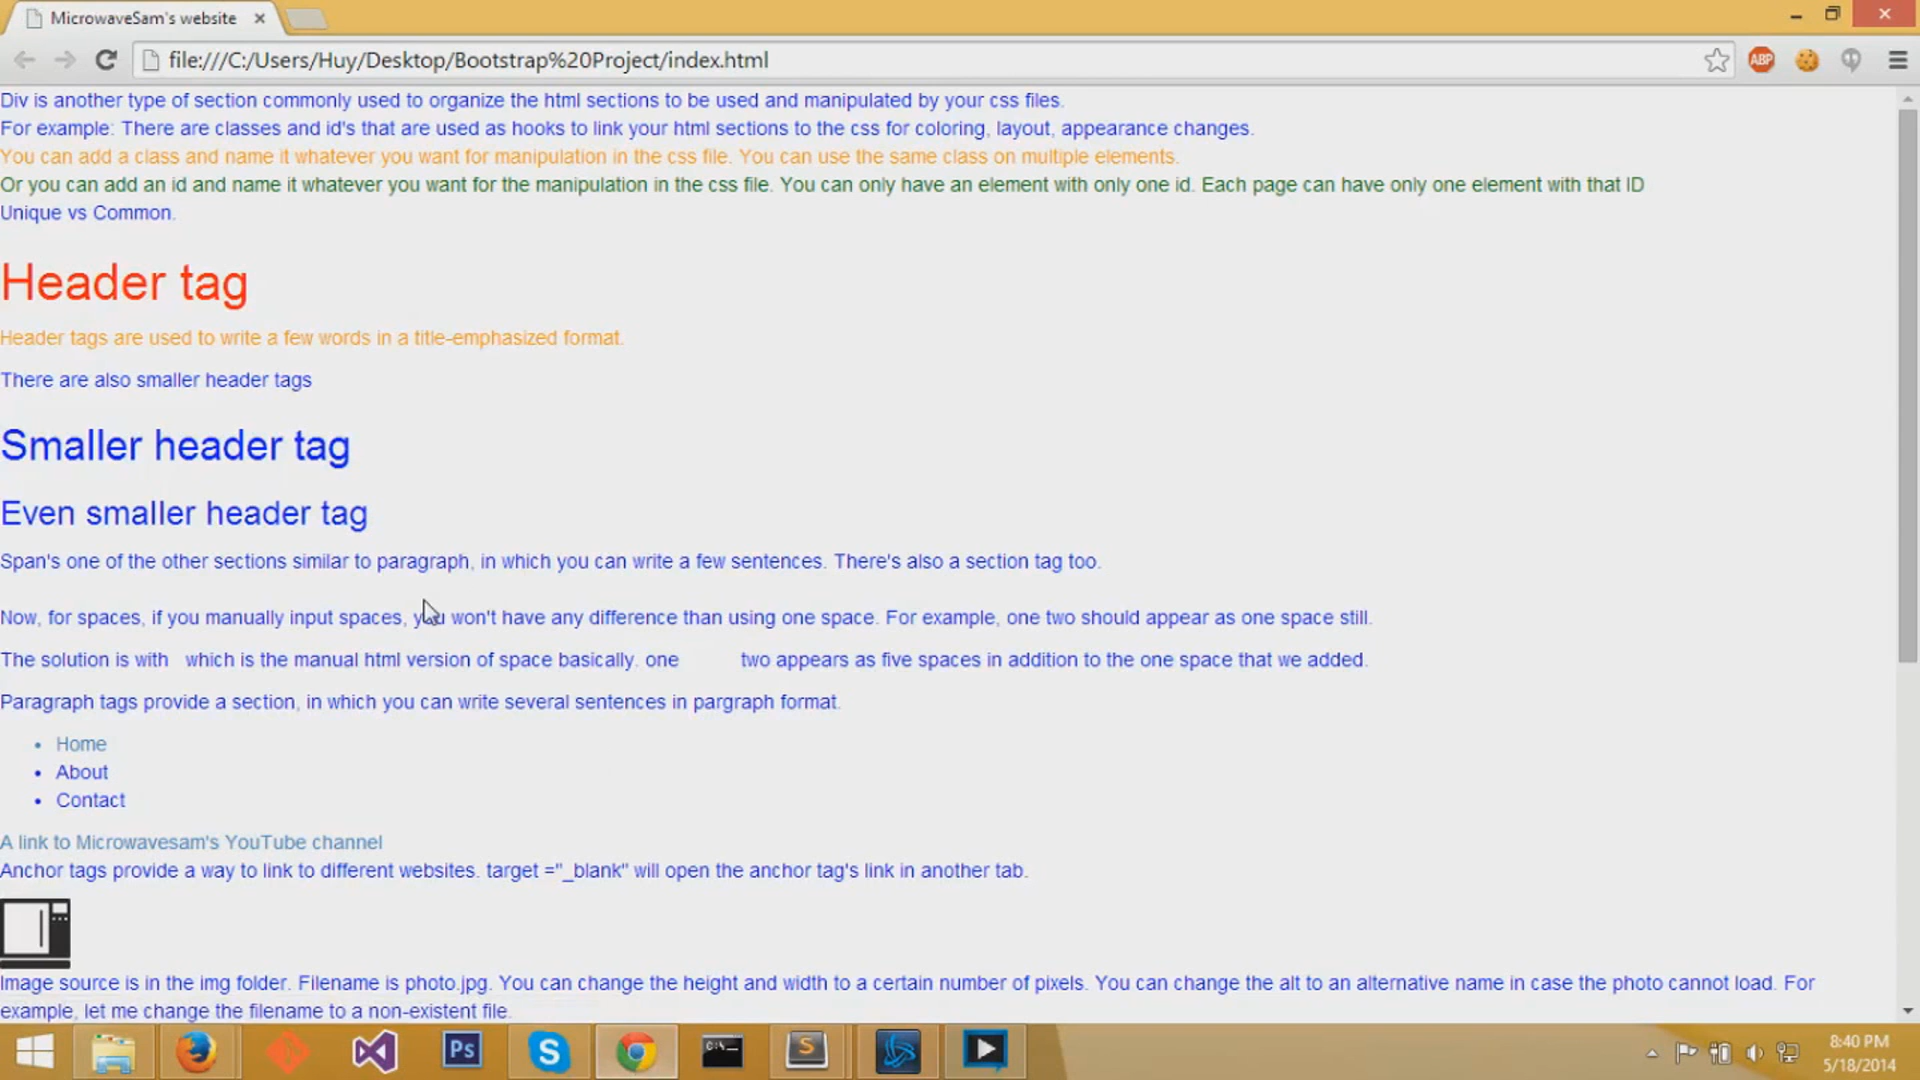 MicrowaveSam's website
file:///C:/Users/Huy/Desktop/Bootstrap%20Project/index.html
ABP
Div is another type of section commonly used to organize the html sections to be used and manipulated by your css files.
For example: There are classes and id's that are used as hooks to link your html sections to the css for coloring, layout, appearance changes.
You can add a class and name it whatever you want for manipulation in the css file. You can use the same class on multiple elements.
Or you can add an id and name it whatever you want for the manipulation in the css file. You can only have an element with only one id. Each page can have only one element with that ID
Unique vs Common.
Header tag
Header tags are used to write a few words in a title-emphasized format.
There are also smaller header tags
Smaller header tag
Even smaller header tag
Span's one of the other sections similar to paragraph, in which you can write a few sentences. There's also a section tag too.
Now, for spaces, if you manually input spaces, you won't have any difference than using one space. For example, one two should appear as one space still.
The solution is with   which is the manual html version of space basically. one      two appears as five spaces in addition to the one space that we added.
Paragraph tags provide a section, in which you can write several sentences in pargraph format.
• Home
• About
• Contact
A link to Microwavesam's YouTube channel
Anchor tags provide a way to link to different websites. target ="_blank" will open the anchor tag's link in another tab.
Image source is in the img folder. Filename is photo.jpg. You can change the height and width to a certain number of pixels. You can change the alt to an alternative name in case the photo cannot load. For
example, let me change the filename to a non-existent file.
Ps
S
C:\_
S
8:40 PM
5/18/2014